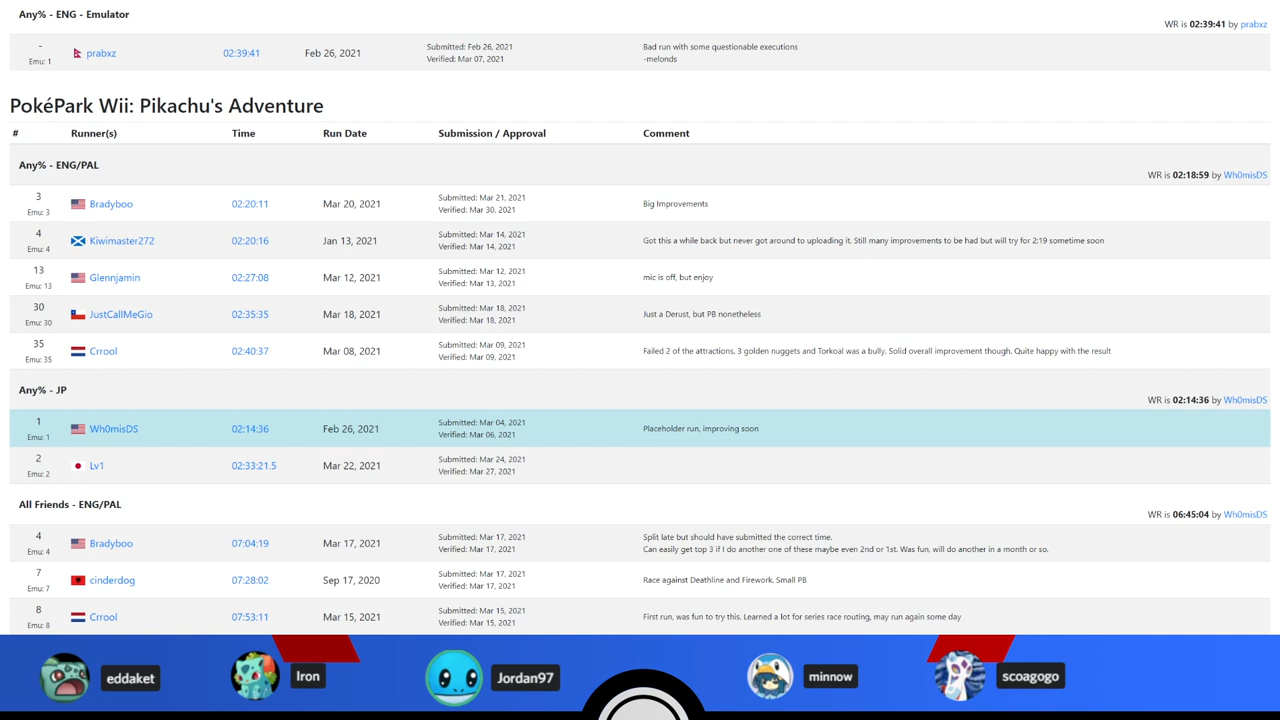 Any% - ENG - Emulator
WR is 02:39:41 by prabxz
- prabxz 02:39:41 Feb 26, 2021 Submitted: Feb 26, 2021 Bad run with some questionable executions
Emu: 1 Verified: Mar 07, 2021 -melonds
PokéPark Wii: Pikachu's Adventure
# Runner(s) Time Run Date Submission / Approval Comment
Any% - ENG/PAL
WR is 02:18:59 by Wh0misDS
3 Bradyboo 02:20:11 Mar 20, 2021 Submitted: Mar 21, 2021 Big Improvements
Emu: 3 Verified: Mar 30, 2021
4 Kiwimaster272 02:20:16 Jan 13, 2021 Submitted: Mar 14, 2021 Got this a while back but never got around to uploading it. Still many improvements to be had but will try for 2:19 sometime soon
Emu: 4 Verified: Mar 14, 2021
13 Glennjamin 02:27:08 Mar 12, 2021 Submitted: Mar 12, 2021 mic is off, but enjoy
Emu: 13 Verified: Mar 13, 2021
30 JustCallMeGio 02:35:35 Mar 18, 2021 Submitted: Mar 18, 2021 Just a Derust, but PB nonetheless
Emu: 30 Verified: Mar 18, 2021
35 Crrool 02:40:37 Mar 08, 2021 Submitted: Mar 09, 2021 Failed 2 of the attractions, 3 golden nuggets and Torkoal was a bully. Solid overall improvement though. Quite happy with the result
Emu: 35 Verified: Mar 09, 2021
Any% - JP
WR is 02:14:36 by Wh0misDS
1 Wh0misDS 02:14:36 Feb 26, 2021 Submitted: Mar 04, 2021 Placeholder run, improving soon
Emu: 1 Verified: Mar 06, 2021
2 Lv1 02:33:21.5 Mar 22, 2021 Submitted: Mar 24, 2021
Emu: 2 Verified: Mar 27, 2021
All Friends - ENG/PAL
WR is 06:45:04 by Wh0misDS
4 Bradyboo 07:04:19 Mar 17, 2021 Submitted: Mar 17, 2021 Split late but should have submitted the correct time.
Emu: 4 Verified: Mar 17, 2021 Can easily get top 3 if I do another one of these maybe even 2nd or 1st. Was fun, will do another in a month or so.
7 cinderdog 07:28:02 Sep 17, 2020 Submitted: Mar 17, 2021 Race against Deathline and Firework. Small PB
Emu: 7 Verified: Mar 17, 2021
8 Crrool 07:53:11 Mar 15, 2021 Submitted: Mar 15, 2021 First run, was fun to try this. Learned a lot for series race routing, may run again some day
Emu: 8 Verified: Mar 15, 2021
eddaket Iron Jordan97 minnow scoagogo